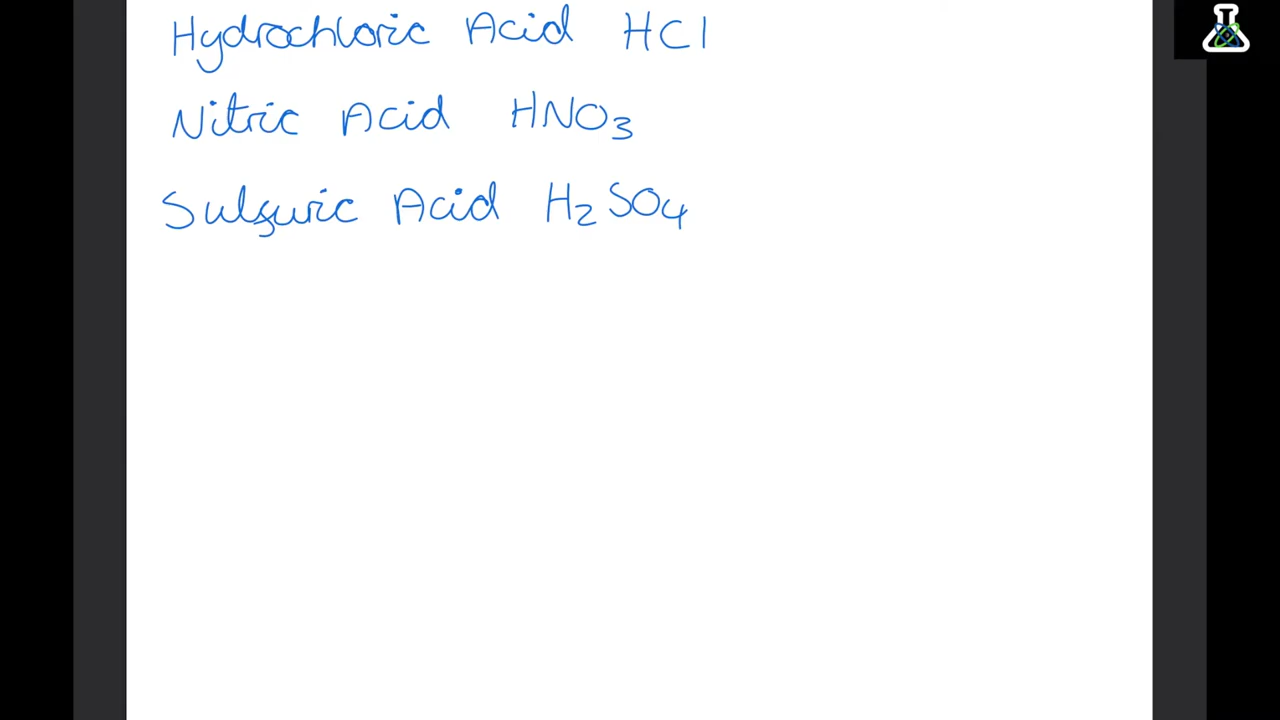 Hydrochloric Acid HCl
Nitric Acid HNO₃
Sulfuric Acid H₂SO₄